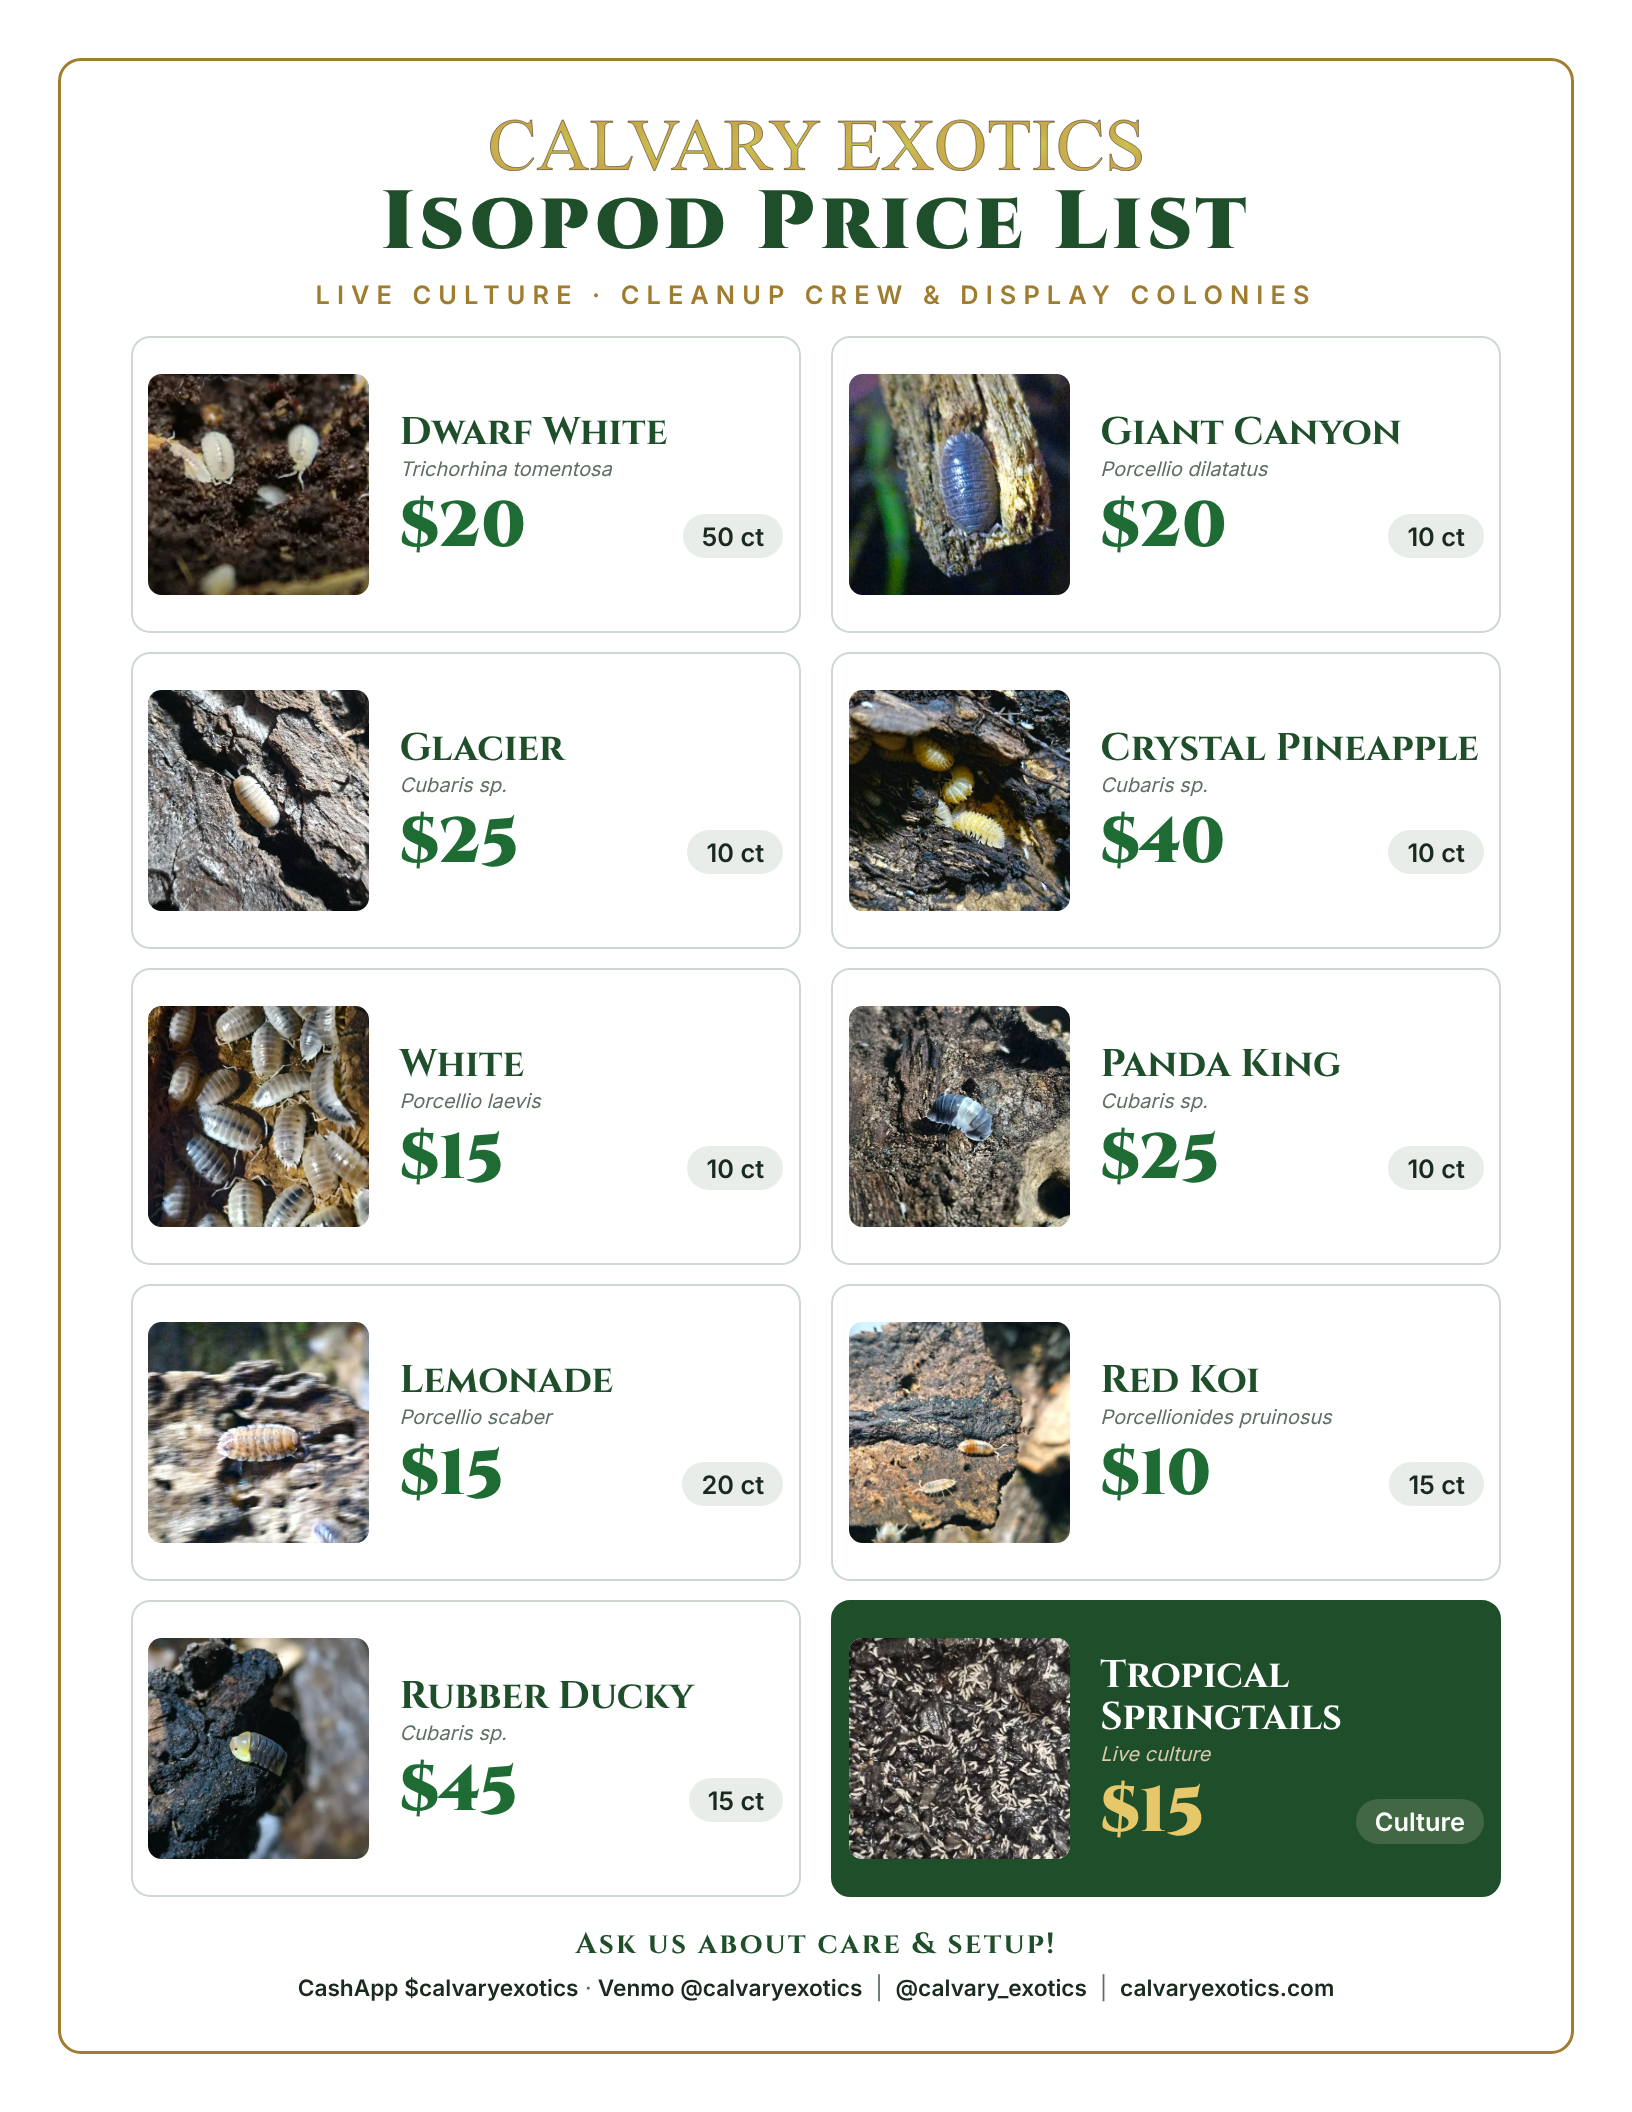 CALVARY EXOTICS
Isopod Price List
LIVE CULTURE · CLEANUP CREW & DISPLAY COLONIES
Dwarf White
Trichorhina tomentosa
$20
50 ct
Giant Canyon
Porcellio dilatatus
$20
10 ct
Glacier
Cubaris sp.
$25
10 ct
Crystal Pineapple
Cubaris sp.
$40
10 ct
White
Porcellio laevis
$15
10 ct
Panda King
Cubaris sp.
$25
10 ct
Lemonade
Porcellio scaber
$15
20 ct
Red Koi
Porcellionides pruinosus
$10
15 ct
Rubber Ducky
Cubaris sp.
$45
15 ct
Tropical
Springtails
Live culture
$15
Culture
Ask us about care & setup!
CashApp $calvaryexotics · Venmo @calvaryexotics | @calvary_exotics | calvaryexotics.com